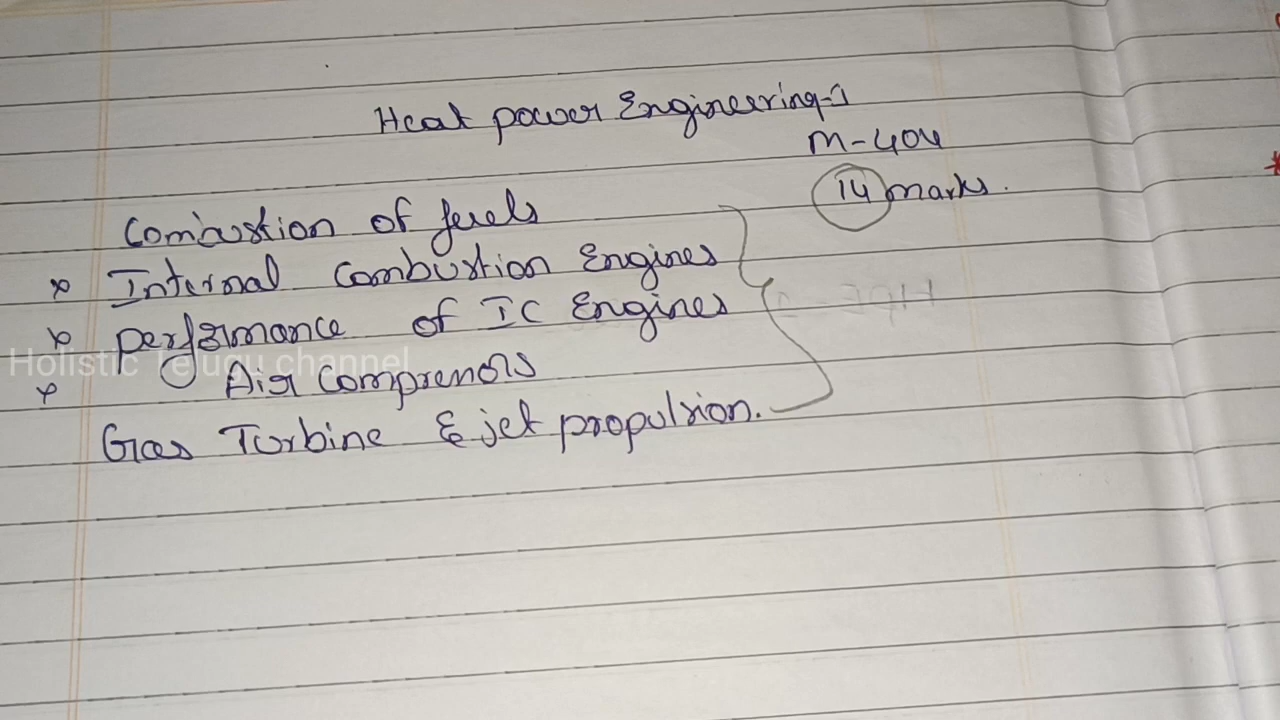 Heat power Engineering-1
M-404
14 marks.
Combustion of fuels
* Internal Combustion Engines
* performance of IC Engines
* Air Compressors
Gas Turbine & jet propulsion.
Holistic Telugu channel